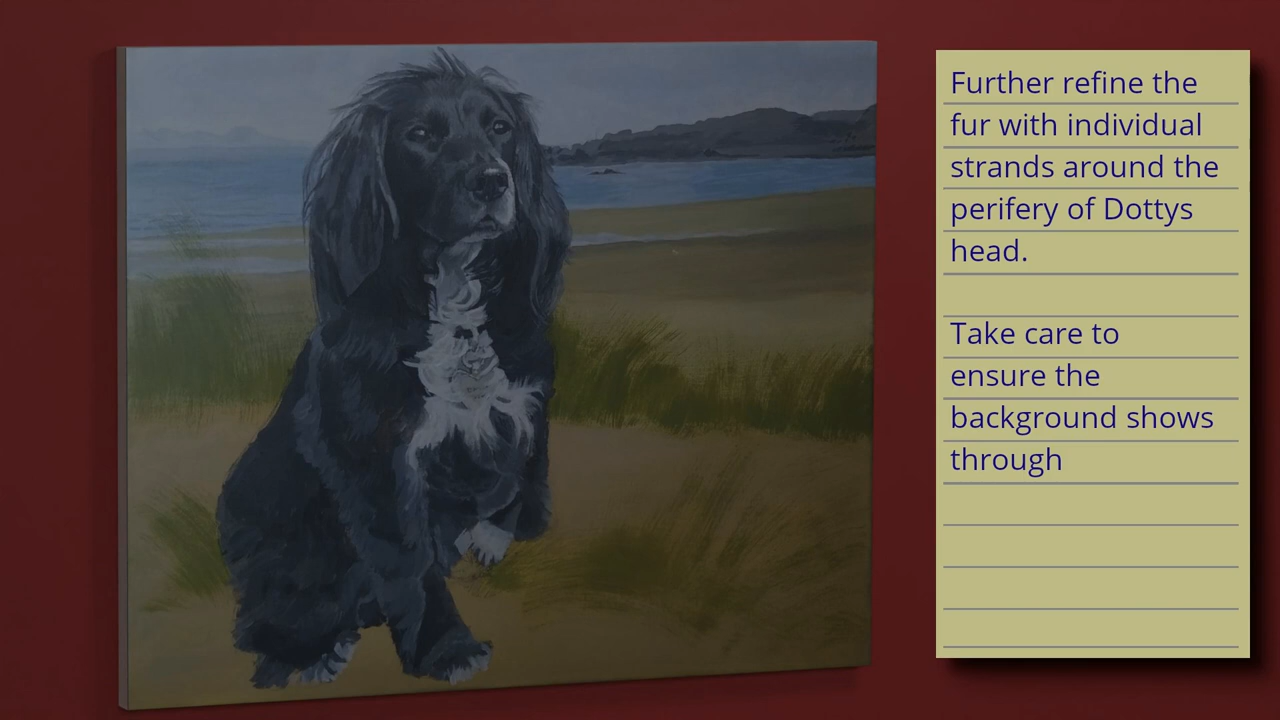 Further refine the
fur with individual
strands around the
perifery of Dottys
head.
Take care to
ensure the
background shows
through